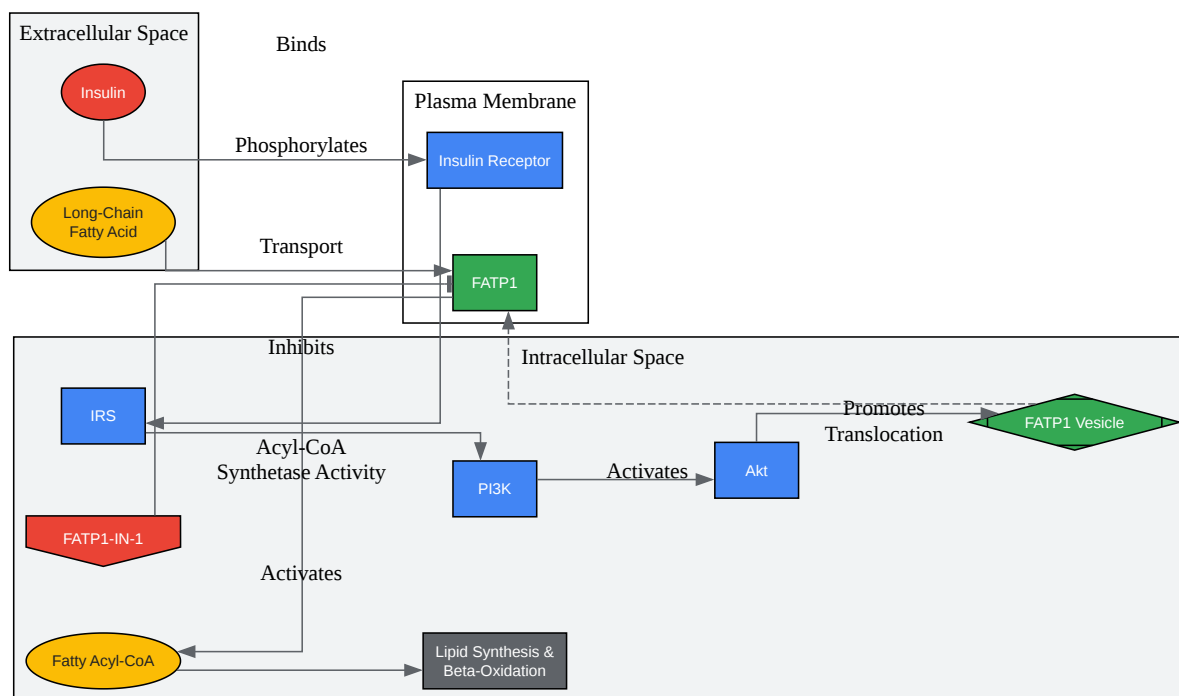 Extracellular Space
Binds
Insulin
Plasma Membrane
Phosphorylates
Insulin Receptor
Long-Chain
Fatty Acid
Transport
FATP1
Inhibits
Intracellular Space
IRS
Promotes
Translocation
FATP1 Vesicle
Acyl-CoA
Synthetase Activity
PI3K
Activates
Akt
FATP1-IN-1
Activates
Fatty Acyl-CoA
Lipid Synthesis &
Beta-Oxidation